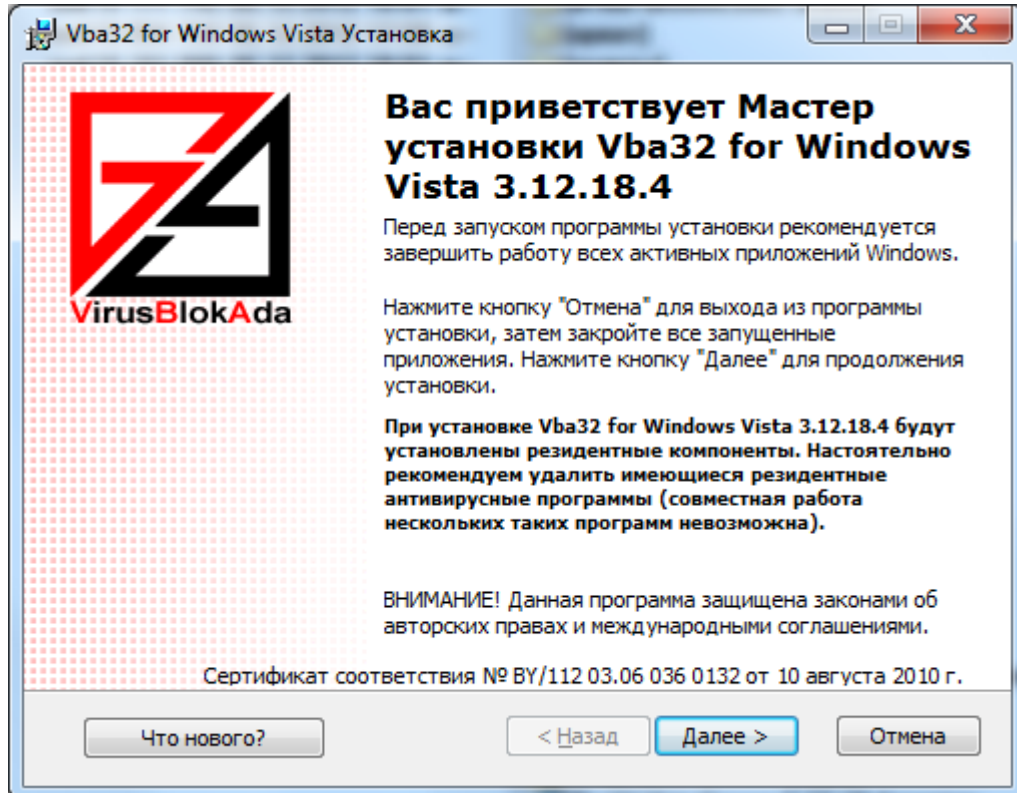 Vba32 for Windows Vista Установка
VirusBlokAda
Вас приветствует Мастер
установки Vba32 for Windows
Vista 3.12.18.4
Перед запуском программы установки рекомендуется
завершить работу всех активных приложений Windows.
Нажмите кнопку "Отмена" для выхода из программы
установки, затем закройте все запущенные
приложения. Нажмите кнопку "Далее" для продолжения
установки.
При установке Vba32 for Windows Vista 3.12.18.4 будут
установлены резидентные компоненты. Настоятельно
рекомендуем удалить имеющиеся резидентные
антивирусные программы (совместная работа
нескольких таких программ невозможна).
ВНИМАНИЕ! Данная программа защищена законами об
авторских правах и международными соглашениями.
Сертификат соответствия № BY/112 03.06 036 0132 от 10 августа 2010 г.
Что нового?
< Назад
Далее >
Отмена